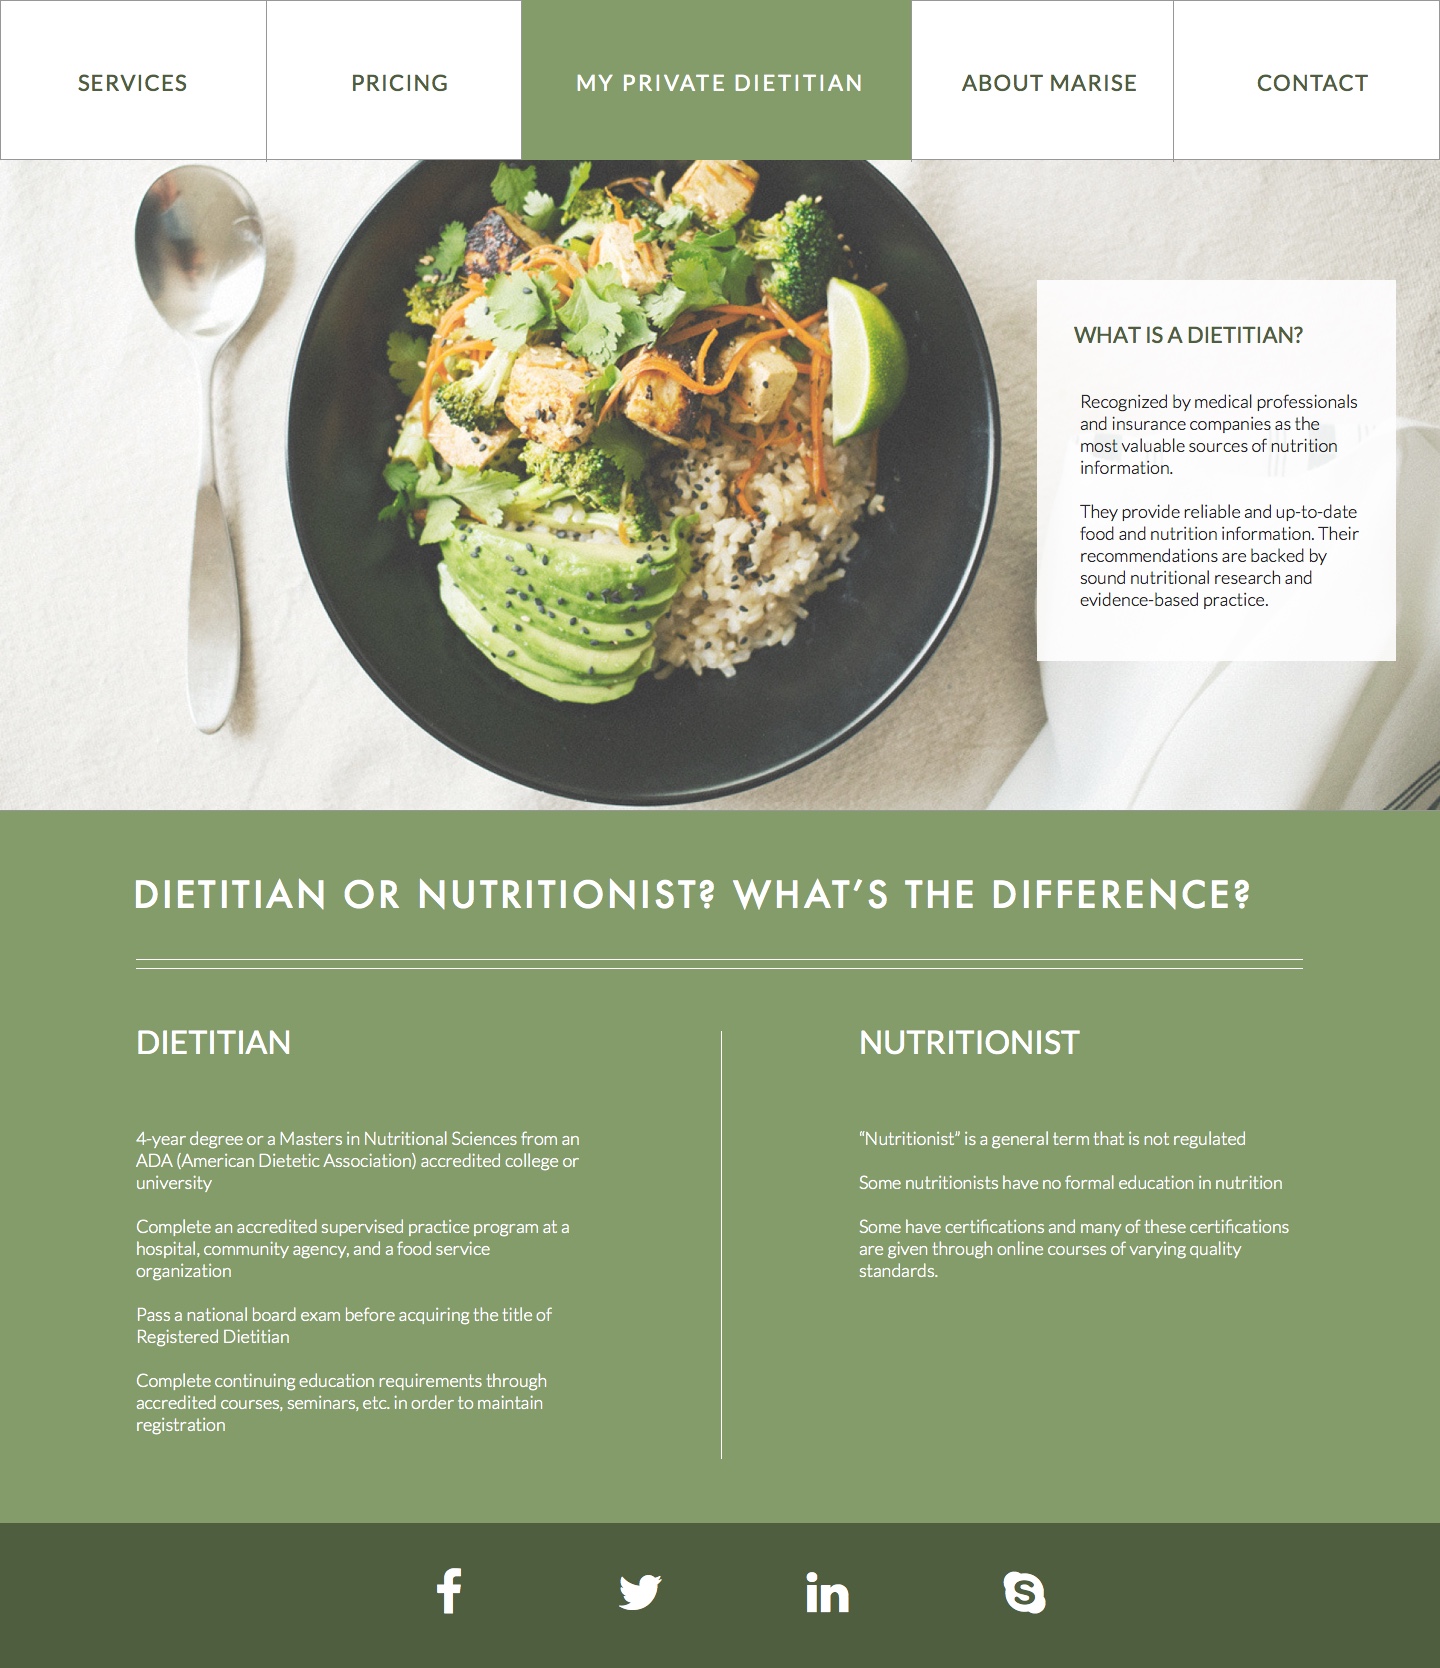 SERVICES
PRICING
MY PRIVATE DIETITIAN
ABOUT MARISE
CONTACT
WHAT IS A DIETITIAN?
Recognized by medical professionals
and insurance companies as the
most valuable sources of nutrition
information.
They provide reliable and up-to-date
food and nutrition information. Their
recommendations are backed by
sound nutritional research and
evidence-based practice.
DIETITIAN OR NUTRITIONIST? WHAT’S THE DIFFERENCE?
DIETITIAN
4-year degree or a Masters in Nutritional Sciences from an
ADA (American Dietetic Association) accredited college or
university
Complete an accredited supervised practice program at a
hospital, community agency, and a food service
organization
Pass a national board exam before acquiring the title of
Registered Dietitian
Complete continuing education requirements through
accredited courses, seminars, etc. in order to maintain
registration
NUTRITIONIST
“Nutritionist” is a general term that is not regulated
Some nutritionists have no formal education in nutrition
Some have certifications and many of these certifications
are given through online courses of varying quality
standards.